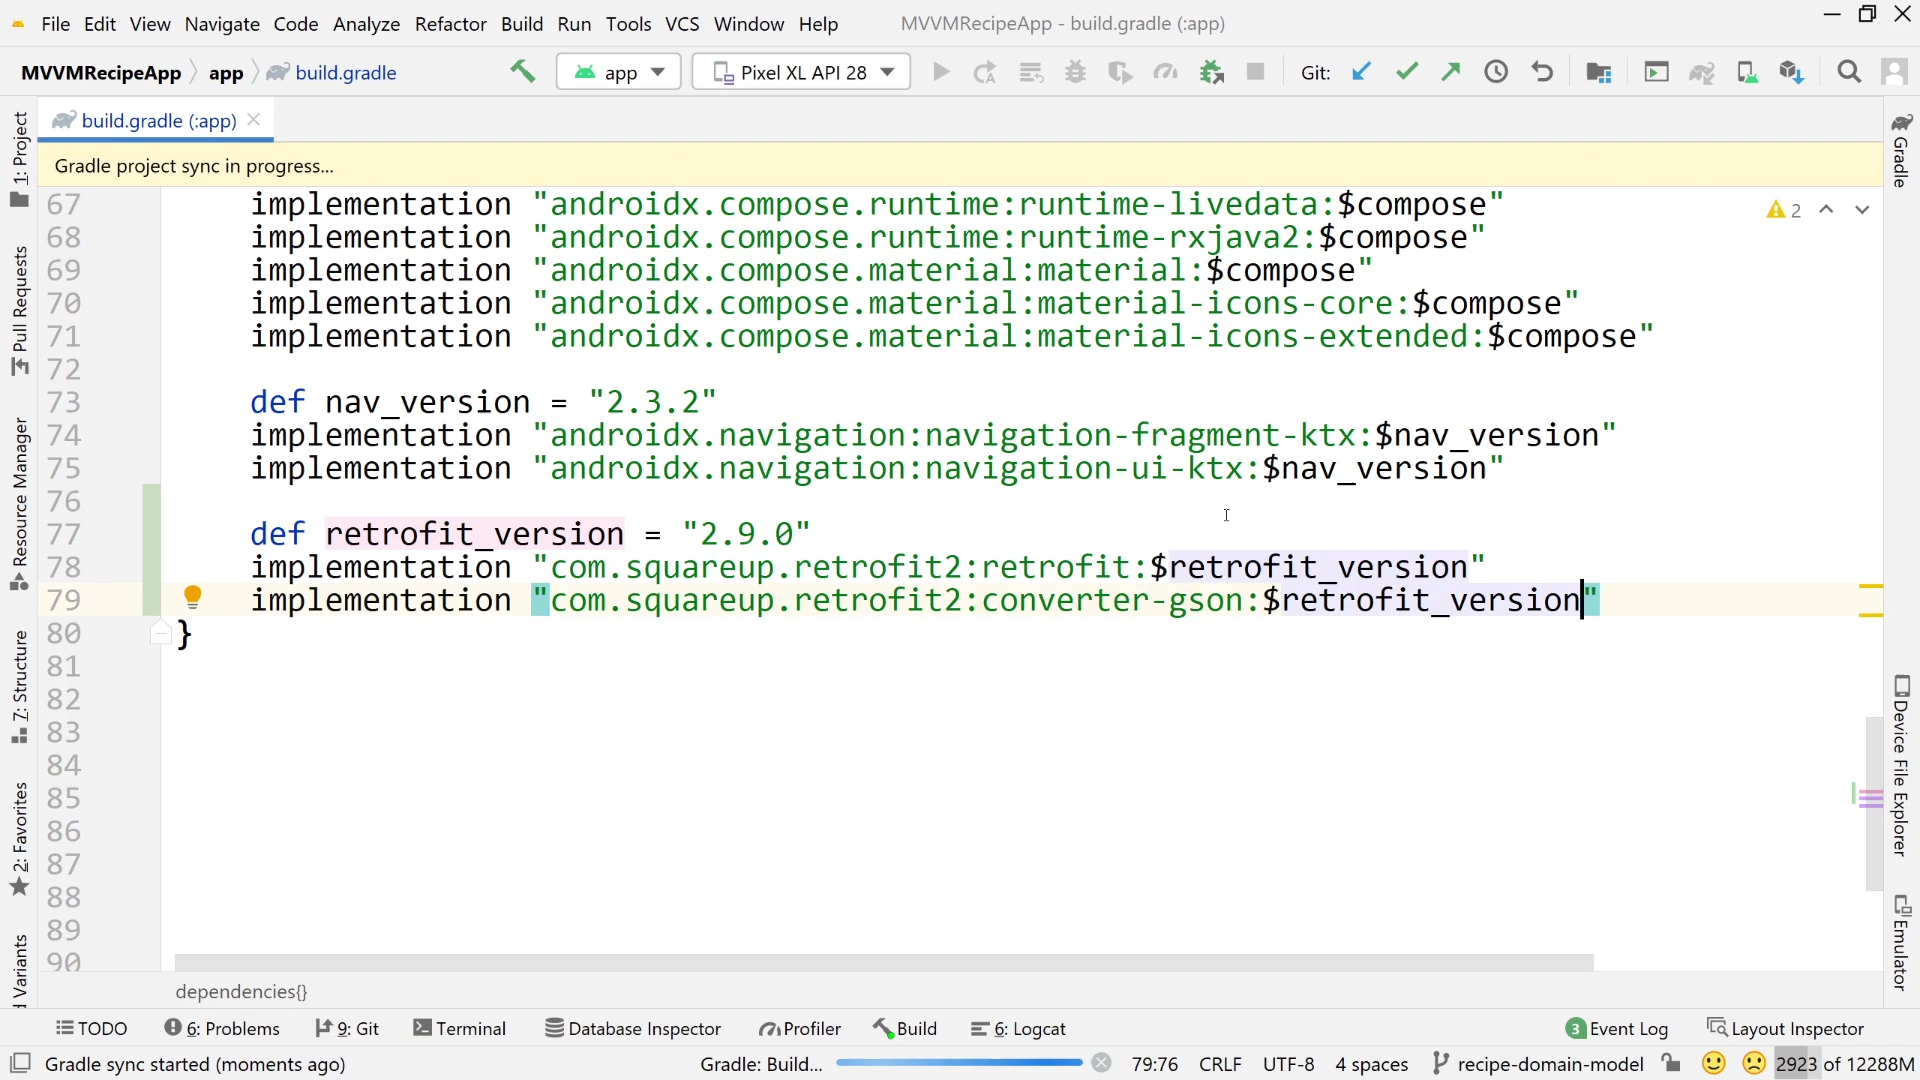 File Edit View Navigate Code Analyze Refactor Build Run Tools VCS Window Help MVVMRecipeApp - build.gradle (:app)
MVVMRecipeApp app build.gradle app Pixel XL API 28 Git:
build.gradle (:app)
Gradle project sync in progress...
67 implementation "androidx.compose.runtime:runtime-livedata:$compose"
68 implementation "androidx.compose.runtime:runtime-rxjava2:$compose"
69 implementation "androidx.compose.material:material:$compose"
70 implementation "androidx.compose.material:material-icons-core:$compose"
71 implementation "androidx.compose.material:material-icons-extended:$compose"
72
73 def nav_version = "2.3.2"
74 implementation "androidx.navigation:navigation-fragment-ktx:$nav_version"
75 implementation "androidx.navigation:navigation-ui-ktx:$nav_version"
76
77 def retrofit_version = "2.9.0"
78 implementation "com.squareup.retrofit2:retrofit:$retrofit_version"
79 implementation "com.squareup.retrofit2:converter-gson:$retrofit_version"
80 }
81
82
83
84
85
86
87
88
89
90
2
1: Project
Pull Requests
Resource Manager
7: Structure
2: Favorites
d Variants
Gradle
Device File Explorer
Emulator
dependencies{}
TODO 6: Problems 9: Git Terminal Database Inspector Profiler Build 6: Logcat 3 Event Log Layout Inspector
Gradle sync started (moments ago) Gradle: Build... 79:76 CRLF UTF-8 4 spaces recipe-domain-model 2923 of 12288M